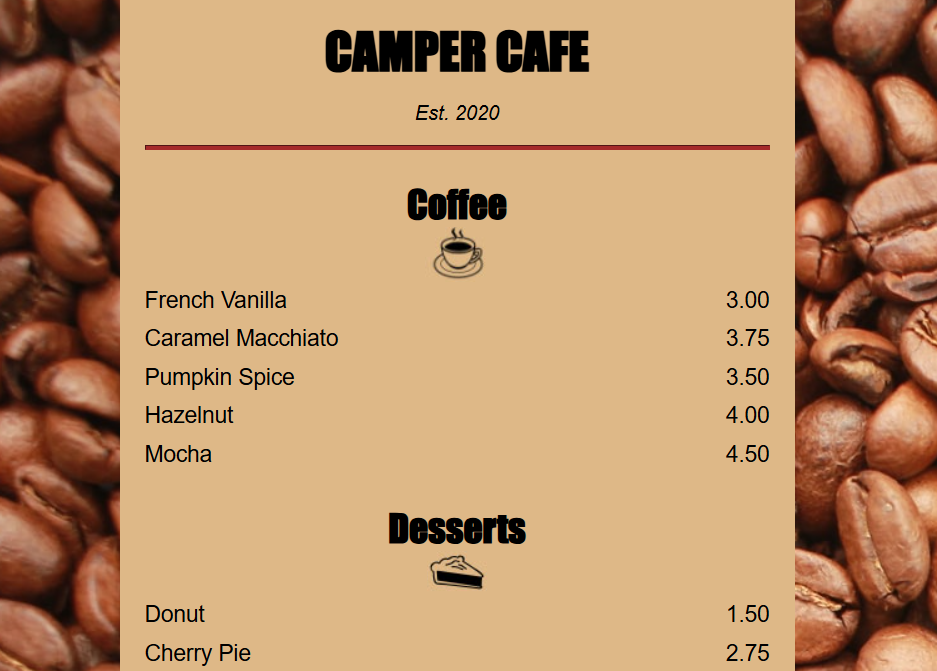 CAMPER CAFE
Est. 2020
Coffee
French Vanilla 3.00
Caramel Macchiato 3.75
Pumpkin Spice 3.50
Hazelnut 4.00
Mocha 4.50
Desserts
Donut 1.50
Cherry Pie 2.75